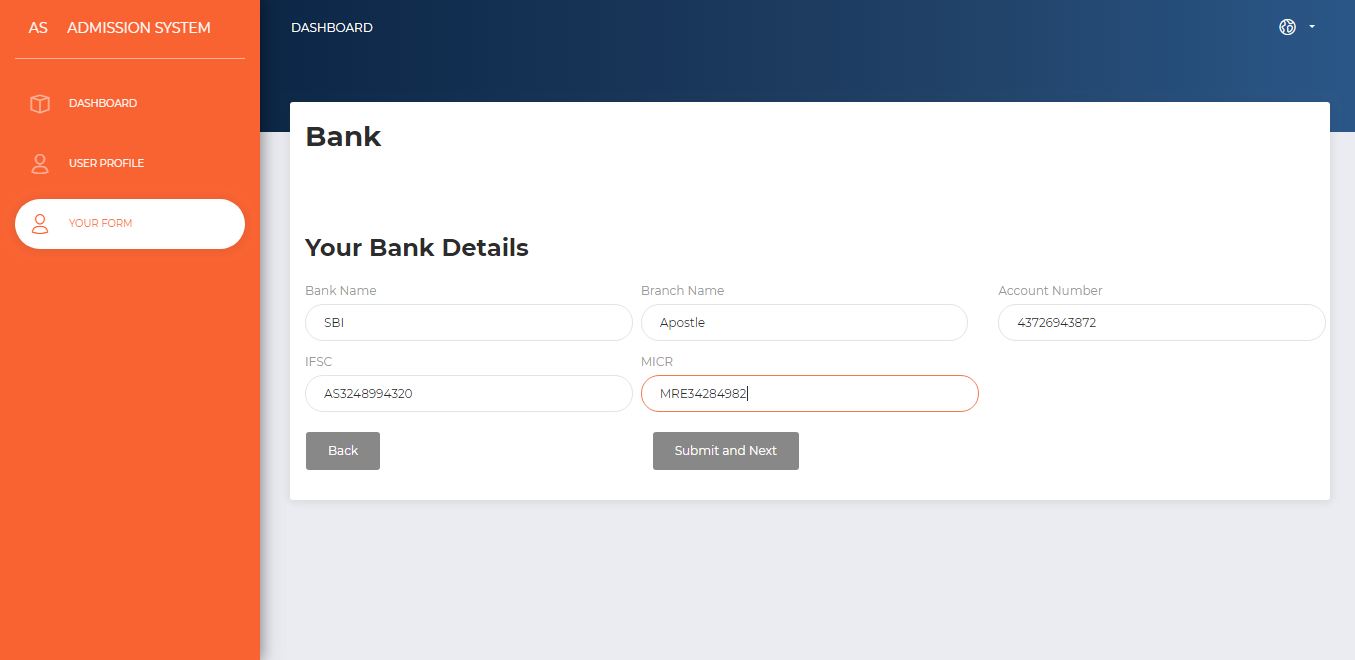 AS ADMISSION SYSTEM
DASHBOARD
USER PROFILE
YOUR FORM
DASHBOARD
Bank
Your Bank Details
Bank Name Branch Name Account Number
SBI Apostle 43726943872
IFSC MICR
AS3248994320 MRE34284982
Back Submit and Next